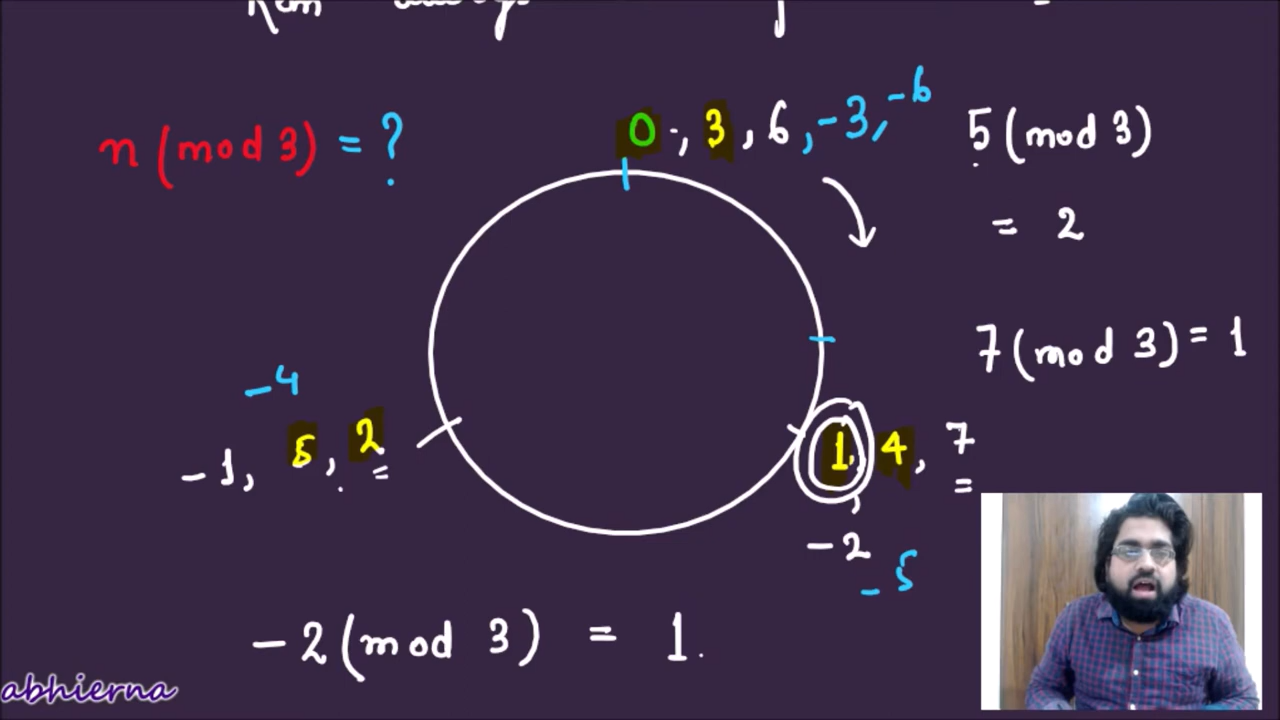 n (mod 3) = ?
0, 3, 6, -3, -6
5 (mod 3)
= 2
7 (mod 3) = 1
-4
-1, 5, 2
1, 4, 7
-2
-5
-2 (mod 3) = 1.
abhierna